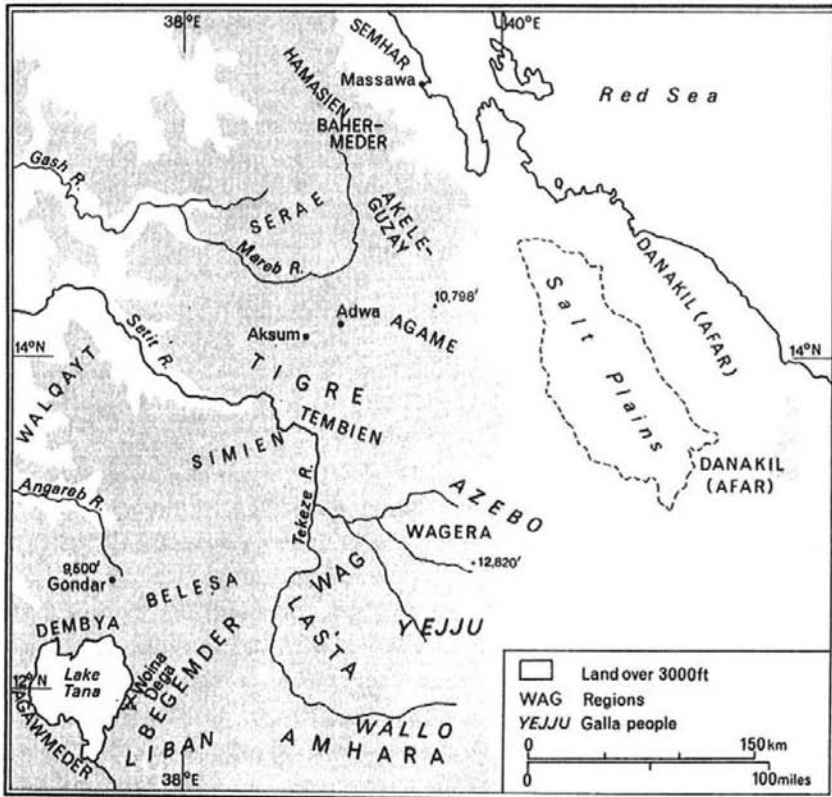 38°E
40°E
SEMHAR
Massawa
HAMASIEN
Red Sea
BAHER-
MEDER
Gash R.
AKELE-
GUZAY
SERAE
Mareb R.
DANAKIL (AFAR)
Salt Plains
10,798'
Adwa
Aksum
AGAME
14°N
14°N
Setit R.
TIGRE
WALQAYT
TEMBIEN
SIMIEN
DANAKIL
(AFAR)
Angareb R.
Tekeze R.
AZEBO
WAGERA
9,600'
Gondar
12,820'
WAG
BELESA
LASTA
YEJJU
DEMBYA
Lake
Tana
Woina
Dega
BEGEMDER
12°N
AGAWMEDER
LIBAN
WALLO
AMHARA
38°E
Land over 3000ft
WAG Regions
YEJJU Galla people
0 150km
0 100miles